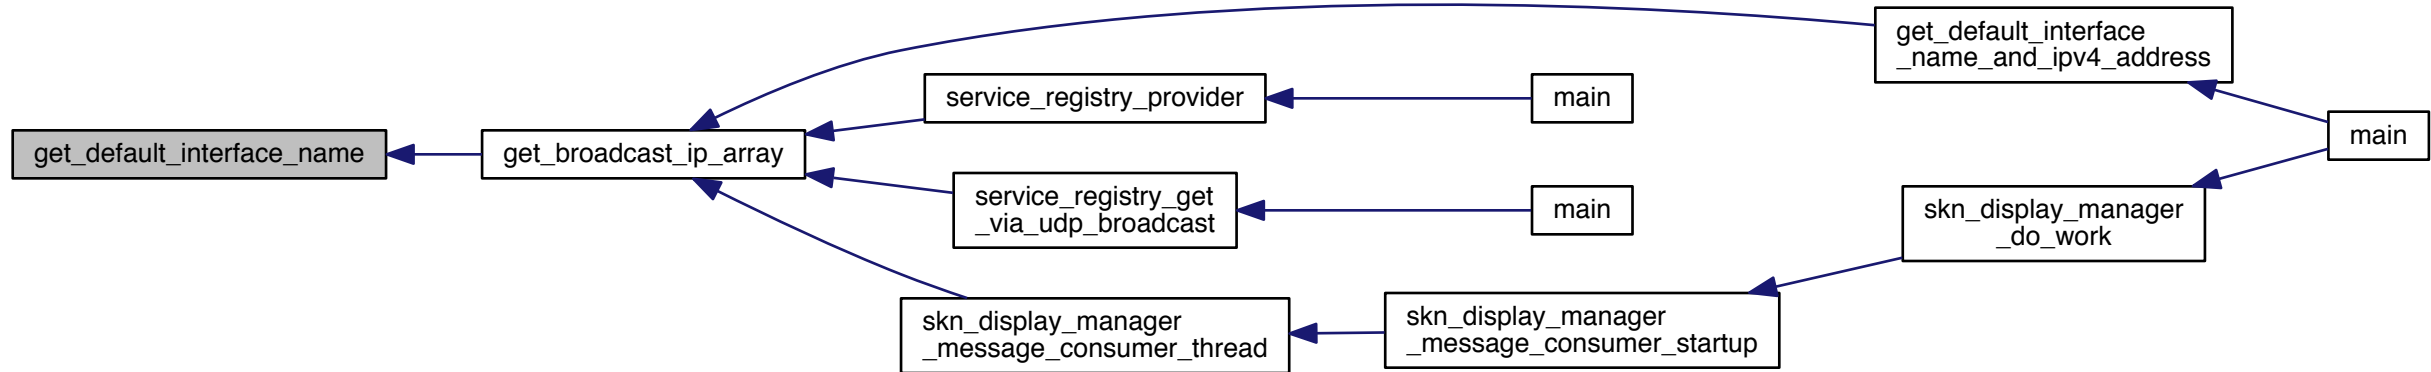 get_default_interface_name
get_broadcast_ip_array
service_registry_provider
service_registry_get
_via_udp_broadcast
skn_display_manager
_message_consumer_thread
main
main
skn_display_manager
_message_consumer_startup
get_default_interface
_name_and_ipv4_address
skn_display_manager
_do_work
main